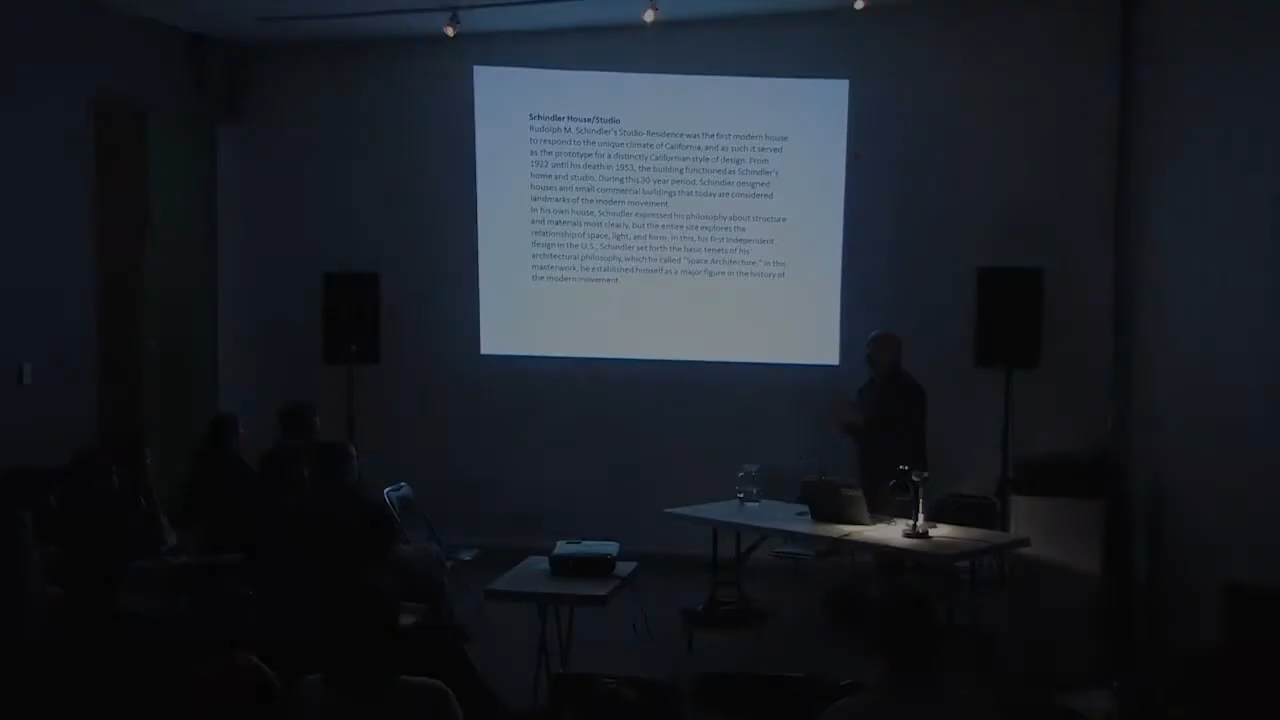 Schindler House/Studio
Rudolph M. Schindler's Studio-Residence was the first modern house
to respond to the unique climate of California, and as such it served
as the prototype for a distinctly Californian style of design. From
1922 until his death in 1953, the building functioned as Schindler's
home and studio. During this 30-year period, Schindler designed
houses and small commercial buildings that today are considered
landmarks of the modern movement.
In his own house, Schindler expressed his philosophy about structure
and materials most clearly, but the entire site explores the
relationship of space, light, and form. In this, his first independent
design in the U.S., Schindler set forth the basic tenets of his
architectural philosophy, which he called "Space Architecture." In this
masterwork, he established himself as a major figure in the history of
the modern movement.